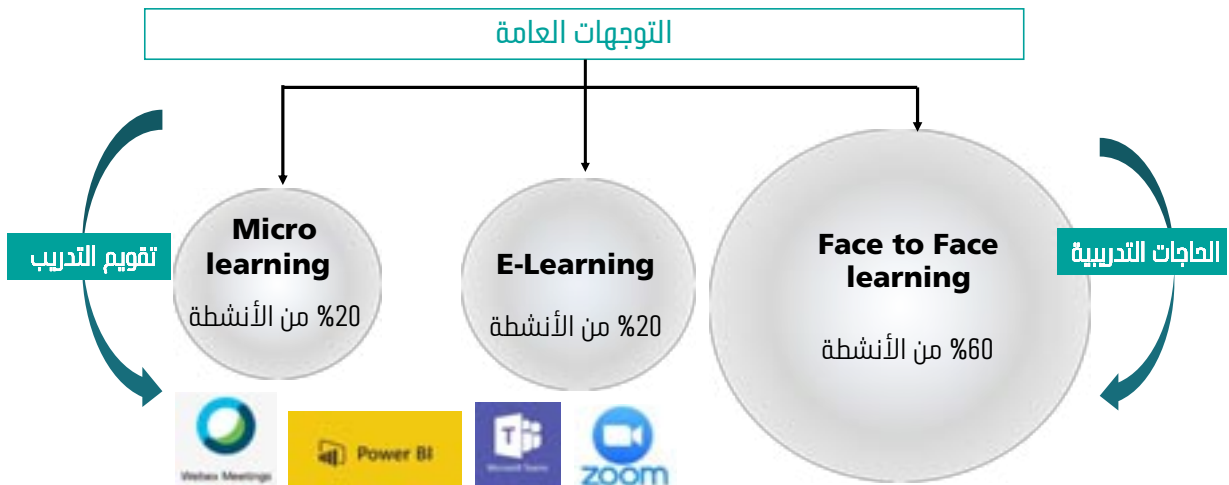 التوجهات العامة
الحاجات التدريبية
Face to Face
learning
%60 من الأنشطة
E-Learning
%20 من الأنشطة
Micro
learning
%20 من الأنشطة
تقويم التدريب
Webex Meetings
Power BI
Microsoft Teams
zoom